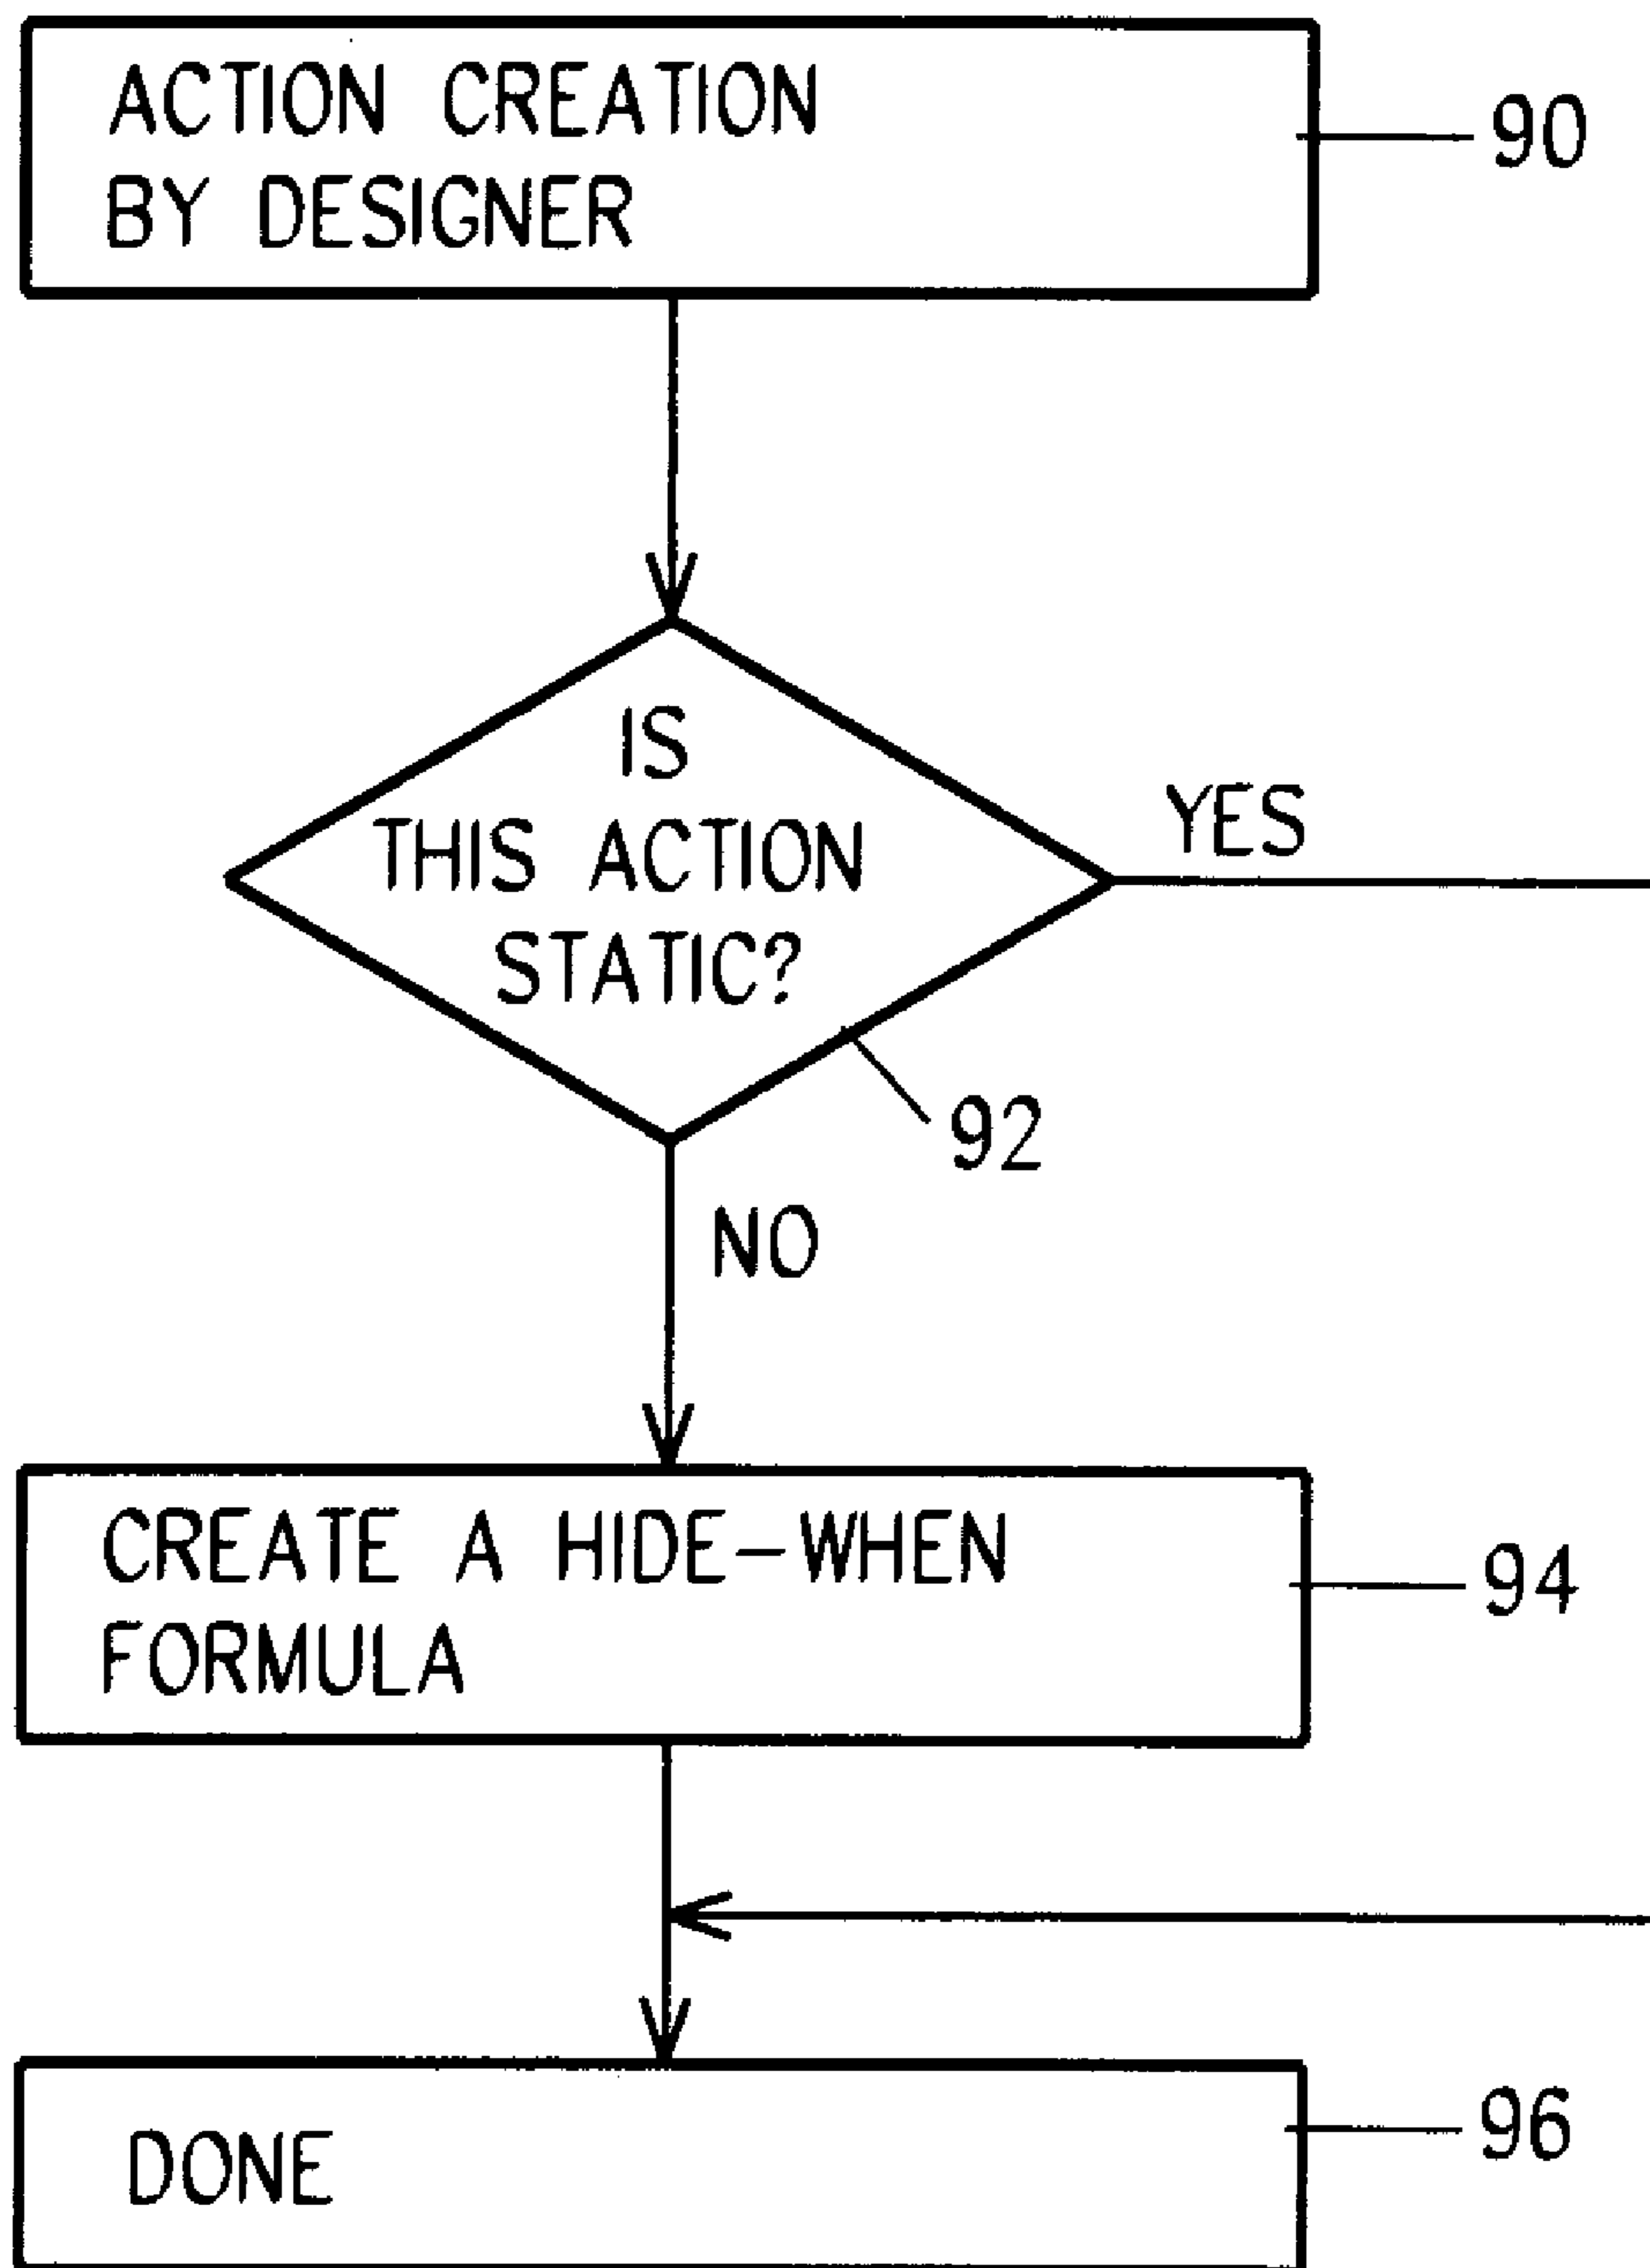 ACTION CREATION
BY DESIGNER
90
IS
THIS ACTION
STATIC?
YES
92
NO
CREATE A HIDE-WHEN
FORMULA
94
DONE
96